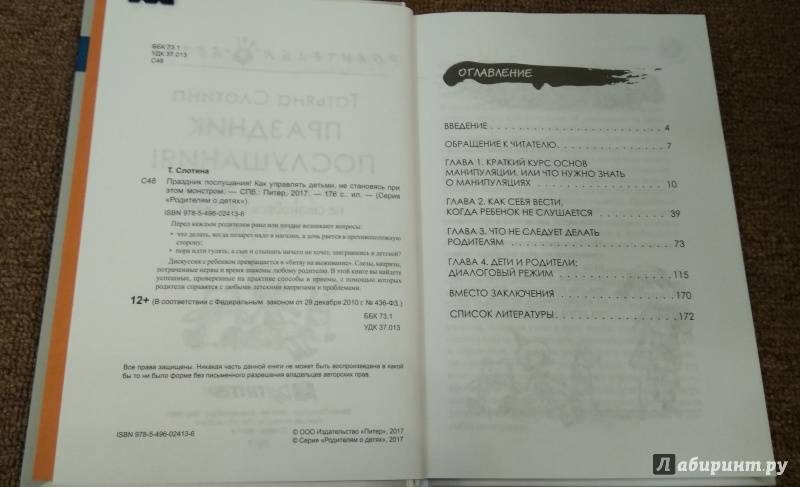 ББК 73.1
УДК 37.013
С48
Т. Слотина
С48 Праздник послушания! Как управлять детьми, не становясь при
этом монстром. — СПб.: Питер, 2017. — 176 с.: ил. — (Серия
«Родителям о детях»).
ISBN 978-5-496-02413-6
Перед каждым родителем рано или поздно возникают вопросы:
• что делать, когда позарез надо в магазин, а дочь рвется в противоположную
сторону;
• пора идти гулять, а сын и слышать ничего не хочет, заигравшись в детской?
Дискуссия с ребенком превращается в «битву на выживание». Слезы, капризы,
потраченные нервы и время знакомы любому родителю. В этой книге вы найдете
успешные, проверенные на практике способы и приемы, с помощью которых
родители справятся с любыми детскими капризами и проблемами.
12+ (В соответствии с Федеральным законом от 29 декабря 2010 г. № 436-ФЗ.)
ББК 73.1
УДК 37.013
Все права защищены. Никакая часть данной книги не может быть воспроизведена в какой
бы то ни было форме без письменного разрешения владельцев авторских прав.
ISBN 978-5-496-02413-6
© ООО Издательство «Питер», 2017
© Серия «Родителям о детях», 2017
ОГЛАВЛЕНИЕ
ВВЕДЕНИЕ 4
ОБРАЩЕНИЕ К ЧИТАТЕЛЮ 7
ГЛАВА 1. КРАТКИЙ КУРС ОСНОВ
МАНИПУЛЯЦИИ, ИЛИ ЧТО НУЖНО ЗНАТЬ
О МАНИПУЛЯЦИЯХ 10
ГЛАВА 2. КАК СЕБЯ ВЕСТИ,
КОГДА РЕБЕНОК НЕ СЛУШАЕТСЯ 39
ГЛАВА 3. ЧТО НЕ СЛЕДУЕТ ДЕЛАТЬ
РОДИТЕЛЯМ 73
ГЛАВА 4. ДЕТИ И РОДИТЕЛИ:
ДИАЛОГОВЫЙ РЕЖИМ 115
ВМЕСТО ЗАКЛЮЧЕНИЯ 170
СПИСОК ЛИТЕРАТУРЫ 172
Лабиринт.ру